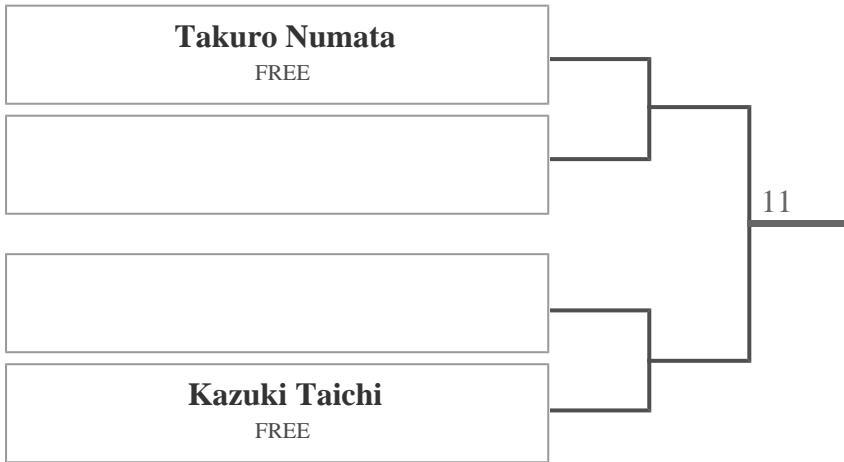 Takuro Numata
FREE
11
Kazuki Taichi
FREE